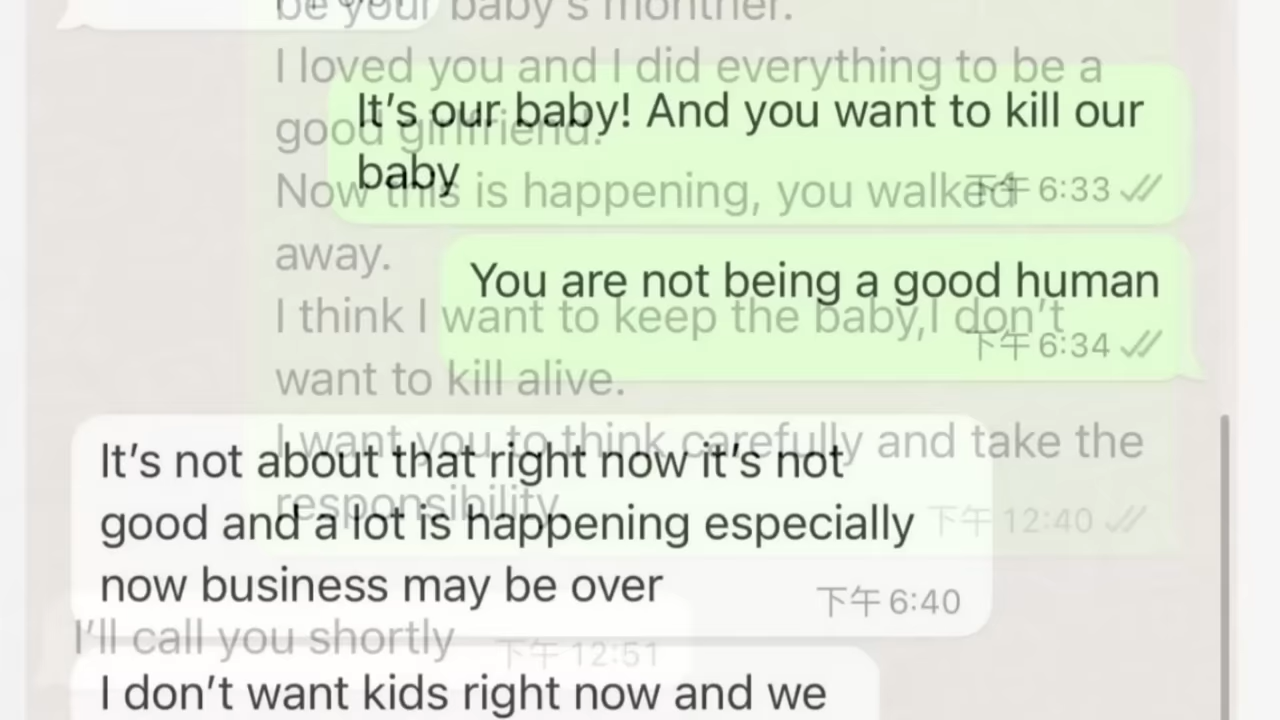 be your baby's monther.
I loved you and I did everything to be a
It's our baby! And you want to kill our
good girlfriend.
baby
下午 6:33
Now this is happening, you walked
away.
You are not being a good human
下午 6:34
I think I want to keep the baby,I don't
want to kill alive.
I want you to think carefully and take the
It's not about that right now it's not
responsibility
下午 12:40
good and a lot is happening especially
now business may be over
下午 6:40
I'll call you shortly
下午 12:51
I don't want kids right now and we